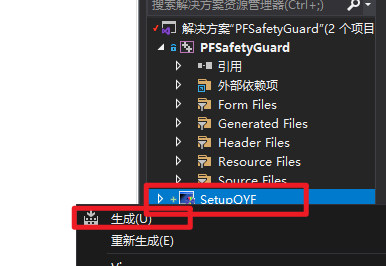 搜索解决方案资源管理器(Ctrl+;)
解决方案"PFSafetyGuard"(2 个项目
PFSafetyGuard
引用
外部依赖项
Form Files
Generated Files
Header Files
Resource Files
Source Files
SetupQYF
生成(U)
重新生成(E)